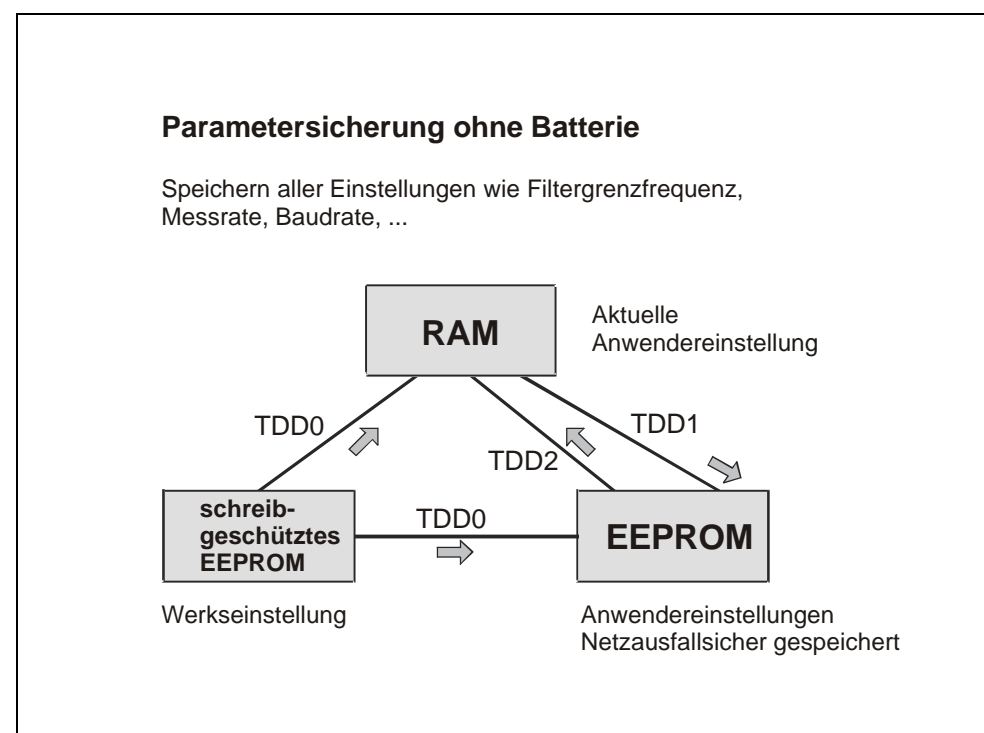 Parametersicherung ohne Batterie
Speichern aller Einstellungen wie Filtergrenzfrequenz,
Messrate, Baudrate, ...
RAM
Aktuelle
Anwendereinstellung
TDD0
TDD2
TDD1
schreib-
geschütztes
EEPROM
TDD0
EEPROM
Werkseinstellung
Anwendereinstellungen
Netzausfallsicher gespeichert